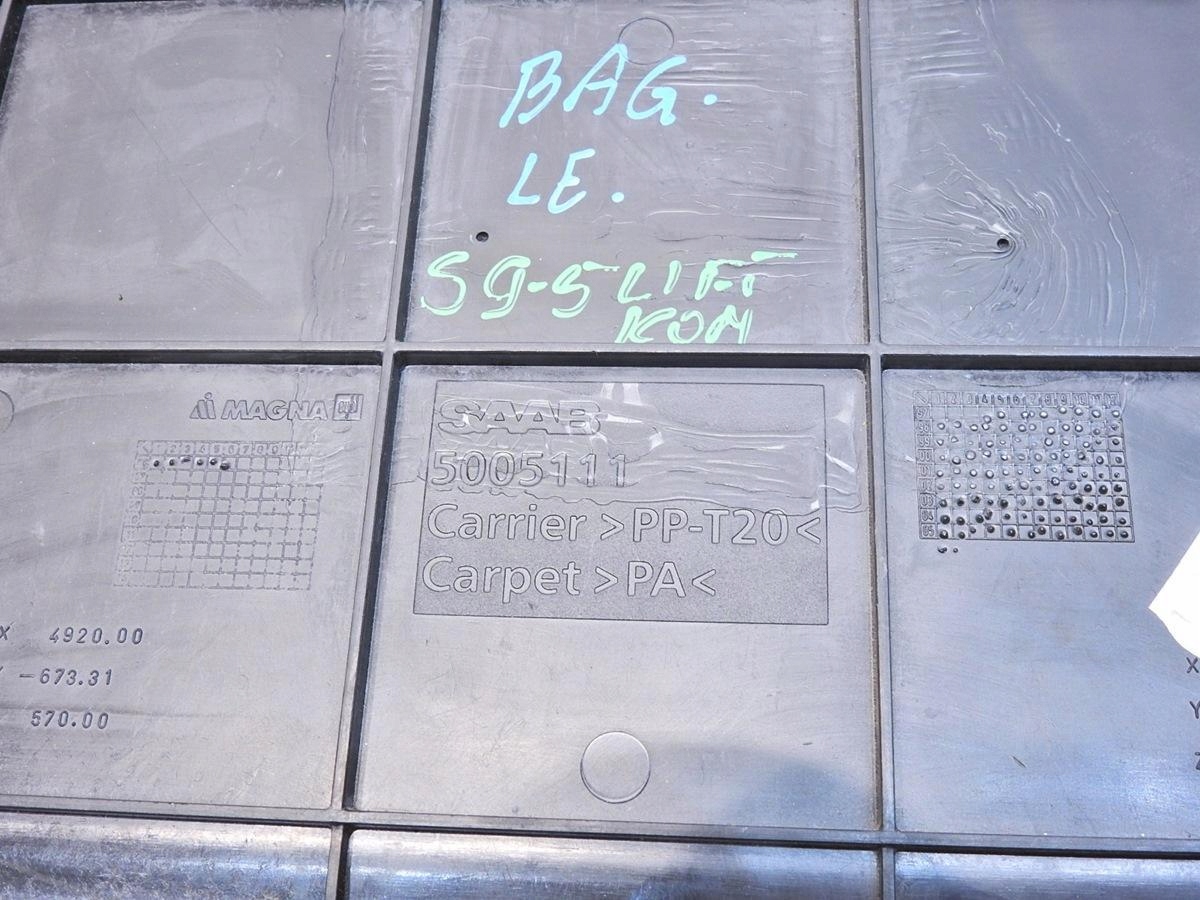 BAG.
LE.
S9-5 LIFT
KOM
MAGNA
SAAB
5005111
Carrier >PP-T20<
Carpet >PA<
X 4920.00
-673.31
570.00
X
Y